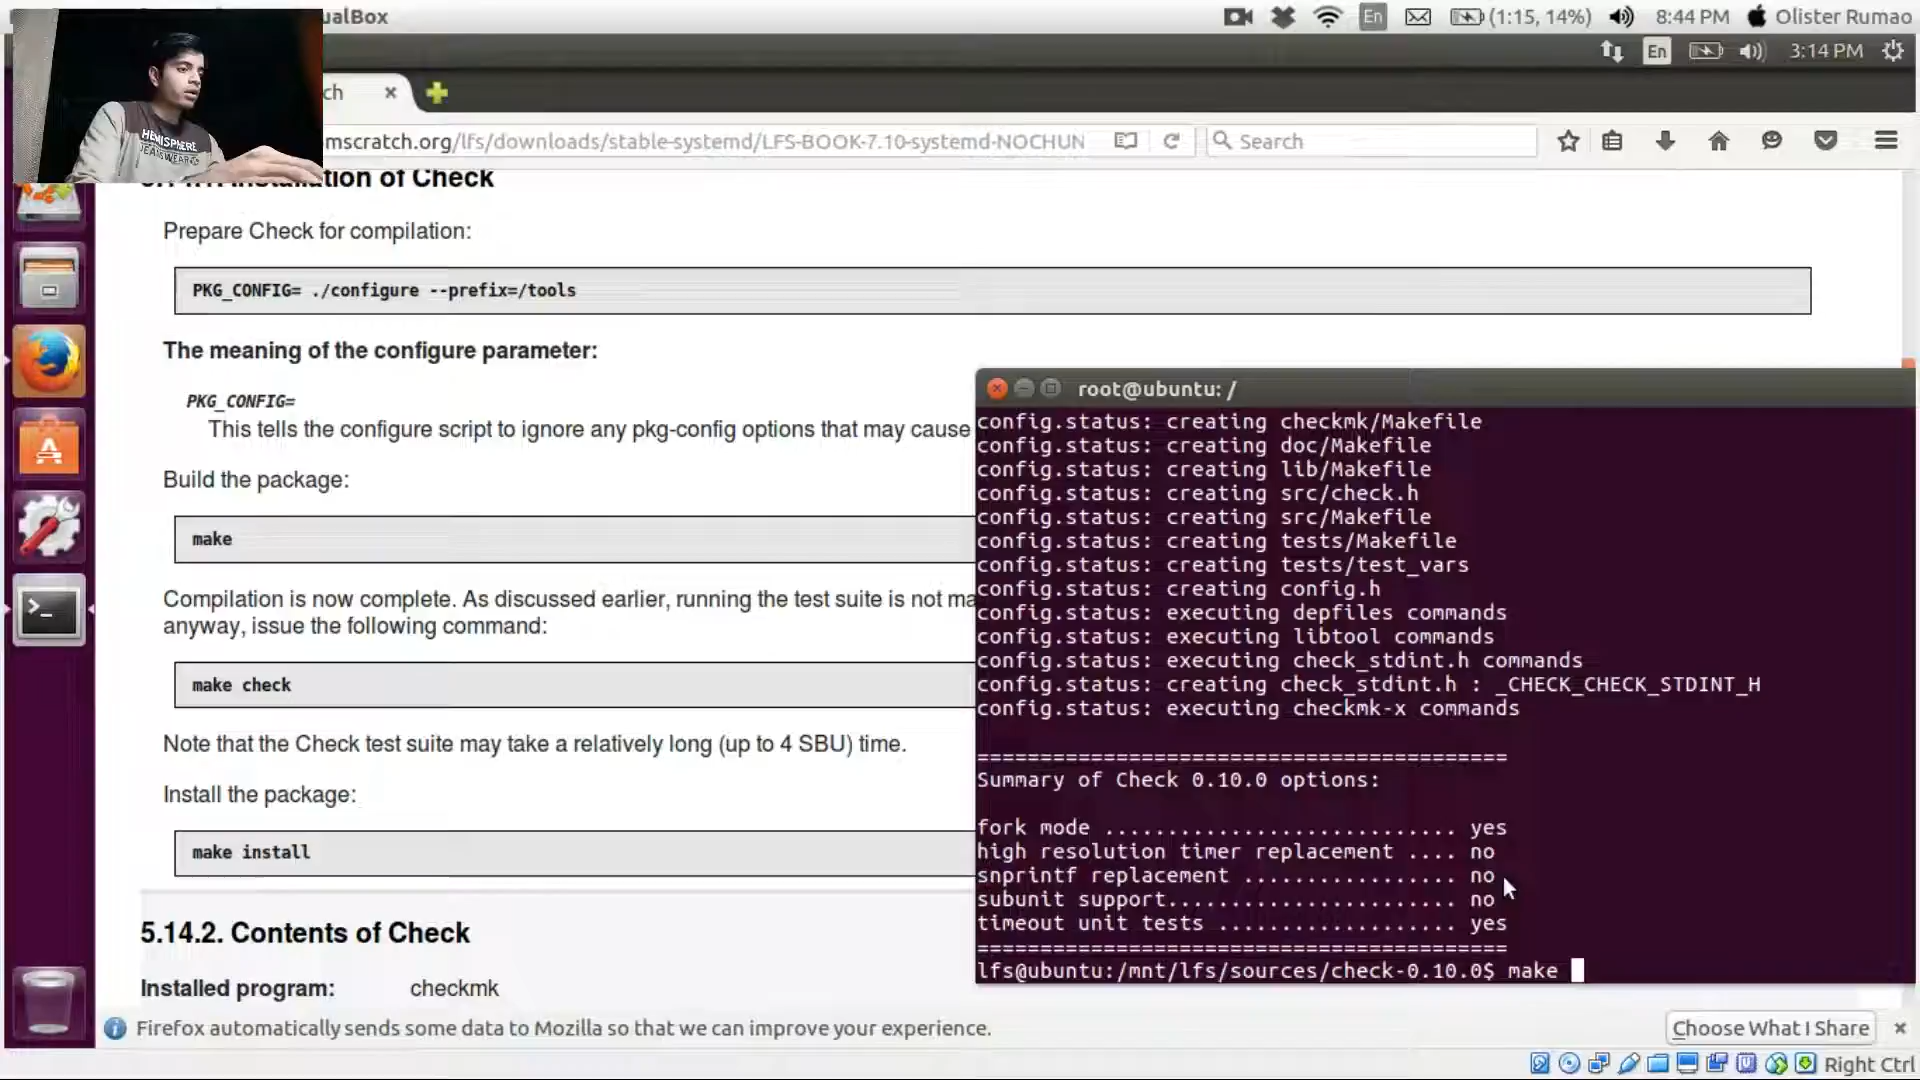 ualBox
En
(1:15, 14%)
8:44 PM
Olister Rumao
En
3:14 PM
HEMISPHERE
JEANSWEAR
ch
mscratch.org/lfs/downloads/stable-systemd/LFS-BOOK-7.10-systemd-NOCHUN
Search
Installation of Check
Prepare Check for compilation:
PKG_CONFIG= ./configure --prefix=/tools
The meaning of the configure parameter:
PKG_CONFIG=
This tells the configure script to ignore any pkg-config options that may cause
Build the package:
make
Compilation is now complete. As discussed earlier, running the test suite is not ma
anyway, issue the following command:
make check
Note that the Check test suite may take a relatively long (up to 4 SBU) time.
Install the package:
make install
5.14.2. Contents of Check
Installed program: checkmk
root@ubuntu: /
config.status: creating checkmk/Makefile
config.status: creating doc/Makefile
config.status: creating lib/Makefile
config.status: creating src/check.h
config.status: creating src/Makefile
config.status: creating tests/Makefile
config.status: creating tests/test_vars
config.status: creating config.h
config.status: executing depfiles commands
config.status: executing libtool commands
config.status: executing check_stdint.h commands
config.status: creating check_stdint.h : _CHECK_CHECK_STDINT_H
config.status: executing checkmk-x commands
==========================================
Summary of Check 0.10.0 options:
fork mode ............................ yes
high resolution timer replacement .... no
snprintf replacement ................. no
subunit support....................... no
timeout unit tests ................... yes
==========================================
lfs@ubuntu:/mnt/lfs/sources/check-0.10.0$ make
Firefox automatically sends some data to Mozilla so that we can improve your experience.
Choose What I Share
Right Ctrl